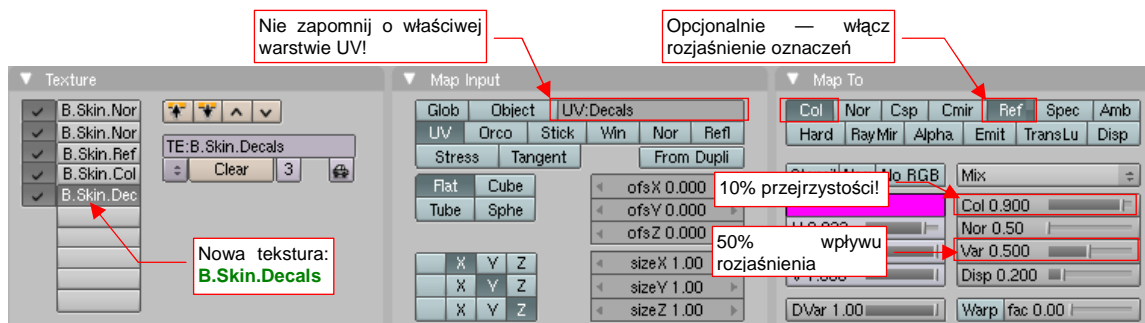 Nie zapomnij o właściwej
warstwie UV!
Opcjonalnie — włącz
rozjaśnienie oznaczeń
Texture
Map Input
Map To
B.Skin.Nor
B.Skin.Nor
B.Skin.Ref
B.Skin.Col
B.Skin.Dec
TE:B.Skin.Decals
Clear 3
Nowa tekstura:
B.Skin.Decals
Glob Object UV:Decals
UV Orco Stick Win Nor Refl
Stress Tangent From Dupli
Flat Cube
Tube Sphe
ofsX 0.000
ofsY 0.000
ofsZ 0.000
X Y Z
X Y Z
X Y Z
sizeX 1.00
sizeY 1.00
sizeZ 1.00
Col Nor Csp Cmir Ref Spec Amb
Hard RayMir Alpha Emit TransLu Disp
No RGB
Mix
10% przejrzystości!
50% wpływu
rozjaśnienia
Col 0.900
Nor 0.50
Var 0.500
Disp 0.200
DVar 1.00
Warp fac 0.00